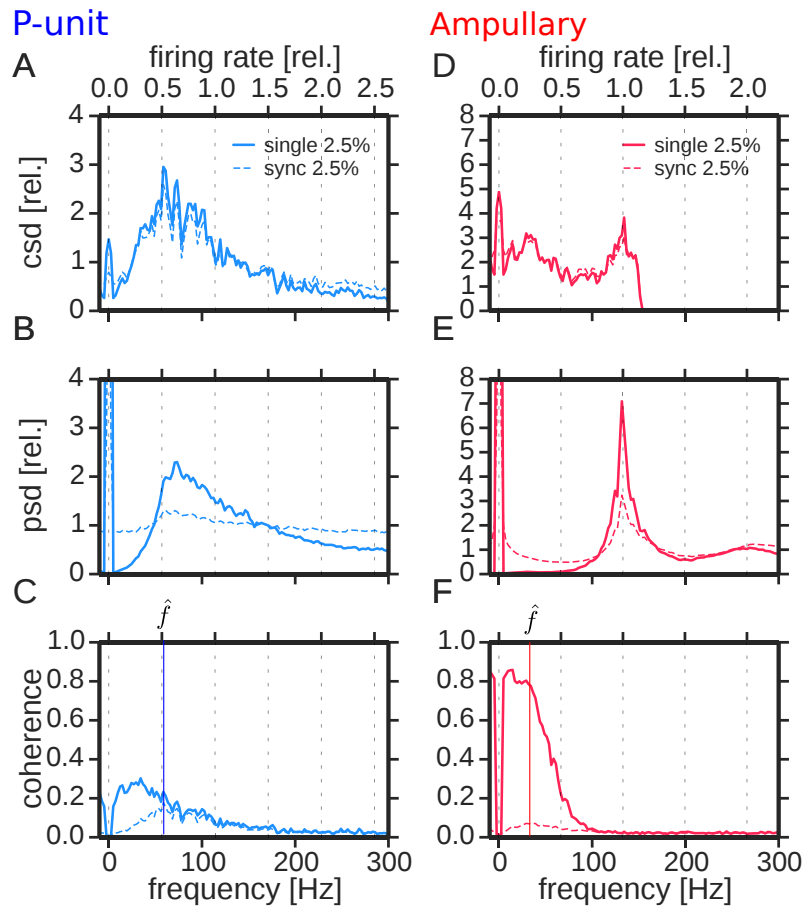 P-unit
Ampullary
A
firing rate [rel.]
0.0 0.5 1.0 1.5 2.0 2.5
4
3
2
1
0
csd [rel.]
single 2.5%
sync 2.5%
D
firing rate [rel.]
0.0 0.5 1.0 1.5 2.0
8
7
6
5
4
3
2
1
0
single 2.5%
sync 2.5%
B
4
3
2
1
0
psd [rel.]
E
8
7
6
5
4
3
2
1
0
C
f̂
1.0
0.8
0.6
0.4
0.2
0.0
coherence
0 100 200 300
frequency [Hz]
F
f̂
1.0
0.8
0.6
0.4
0.2
0.0
0 100 200 300
frequency [Hz]